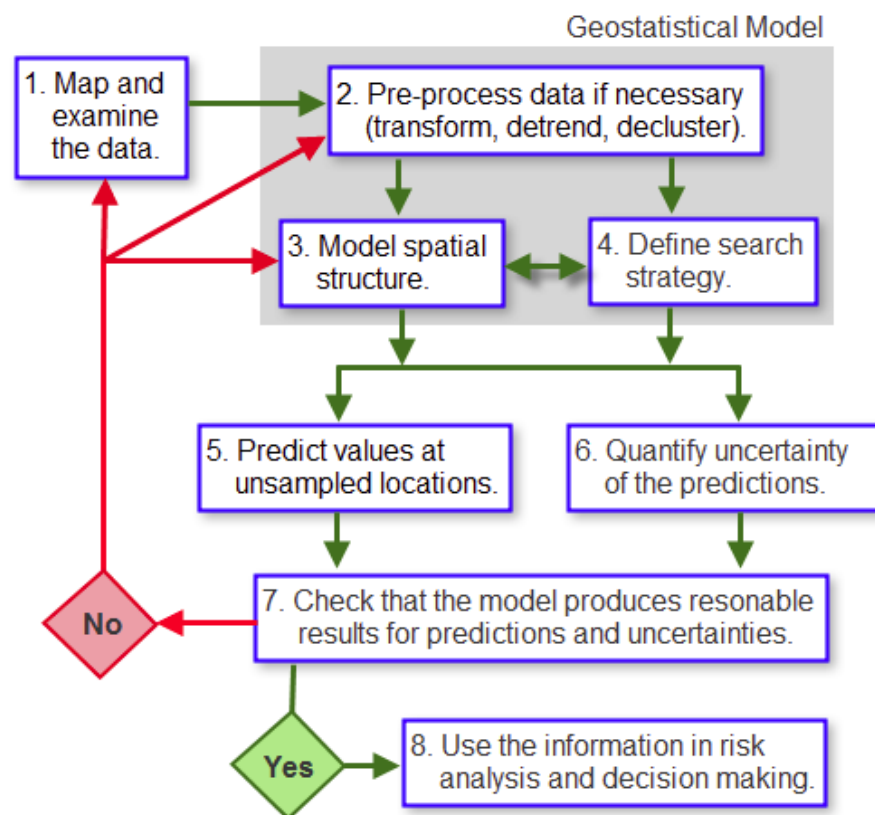 Geostatistical Model
1. Map and
examine
the data.
2. Pre-process data if necessary
(transform, detrend, decluster).
3. Model spatial
structure.
4. Define search
strategy.
5. Predict values at
unsampled locations.
6. Quantify uncertainty
of the predictions.
7. Check that the model produces resonable
results for predictions and uncertainties.
No
Yes
8. Use the information in risk
analysis and decision making.